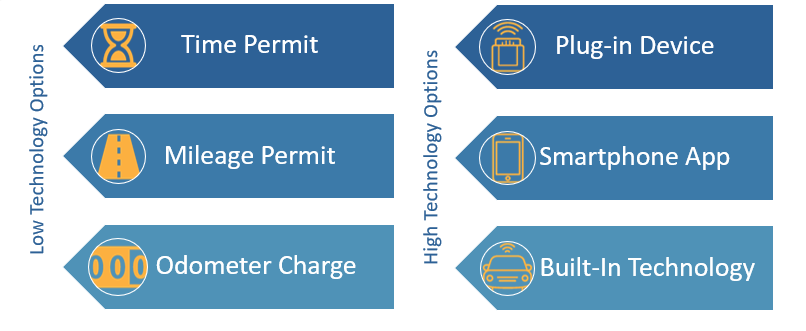 Low Technology Options
Time Permit
Mileage Permit
000
Odometer Charge
High Technology Options
Plug-in Device
Smartphone App
Built-In Technology